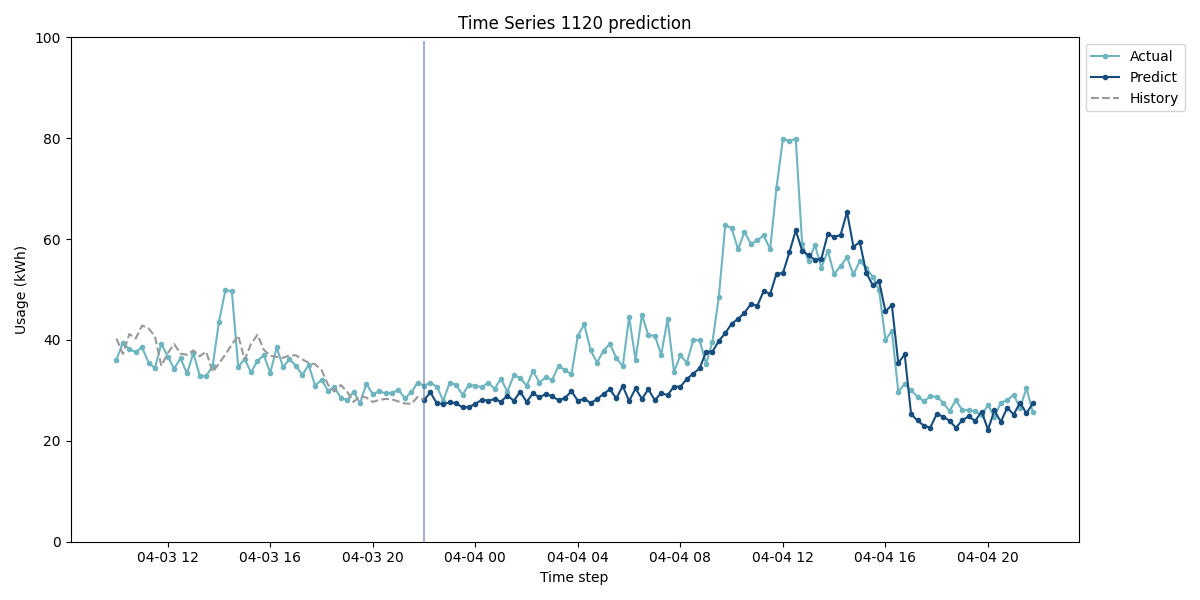 Time Series 1120 prediction
100
80
60
40
20
0
Usage (kWh)
04-03 12
04-03 16
04-03 20
04-04 00
04-04 04
04-04 08
04-04 12
04-04 16
04-04 20
Time step
Actual
Predict
History